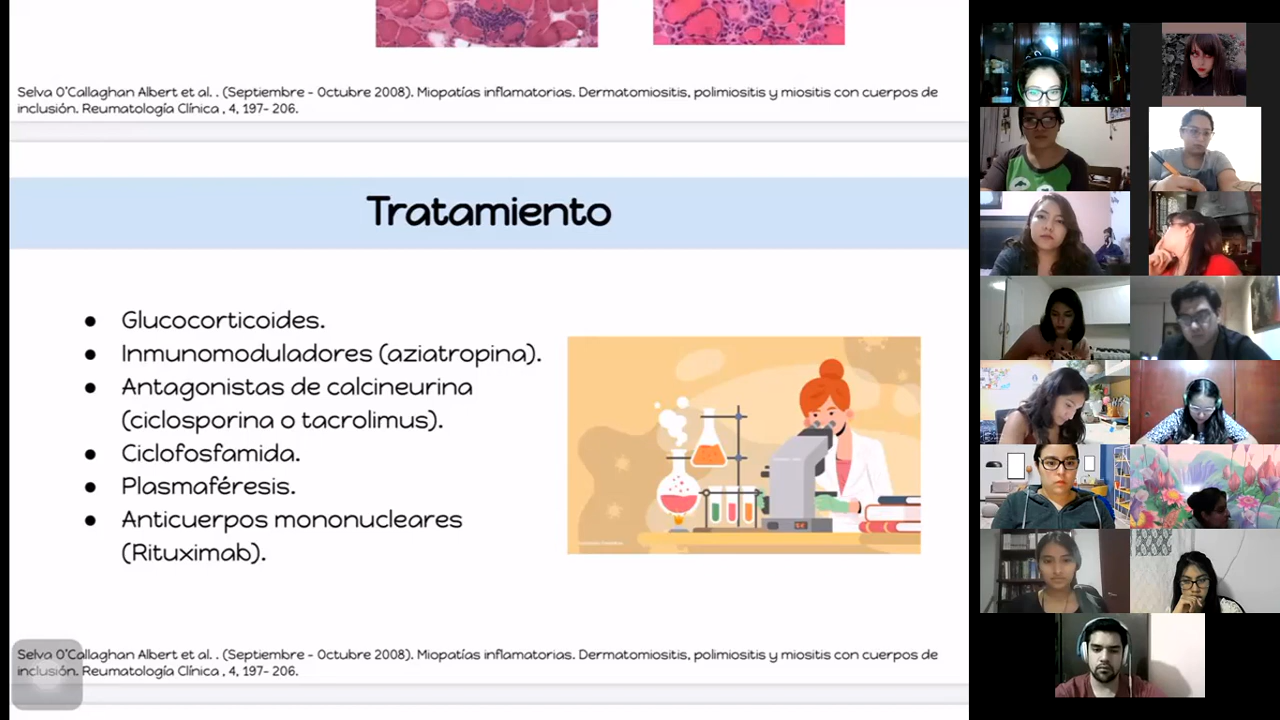 Selva O'Callaghan Albert et al. . (Septiembre - Octubre 2008). Miopatías inflamatorias. Dermatomiositis, polimiositis y miositis con cuerpos de
inclusión. Reumatología Clínica , 4, 197- 206.
Tratamiento
● Glucocorticoides.
● Inmunomoduladores (aziatropina).
● Antagonistas de calcineurina
(ciclosporina o tacrolimus).
● Ciclofosfamida.
● Plasmaféresis.
● Anticuerpos mononucleares
(Rituximab).
Selva O'Callaghan Albert et al. . (Septiembre - Octubre 2008). Miopatías inflamatorias. Dermatomiositis, polimiositis y miositis con cuerpos de
inclusión. Reumatología Clínica , 4, 197- 206.